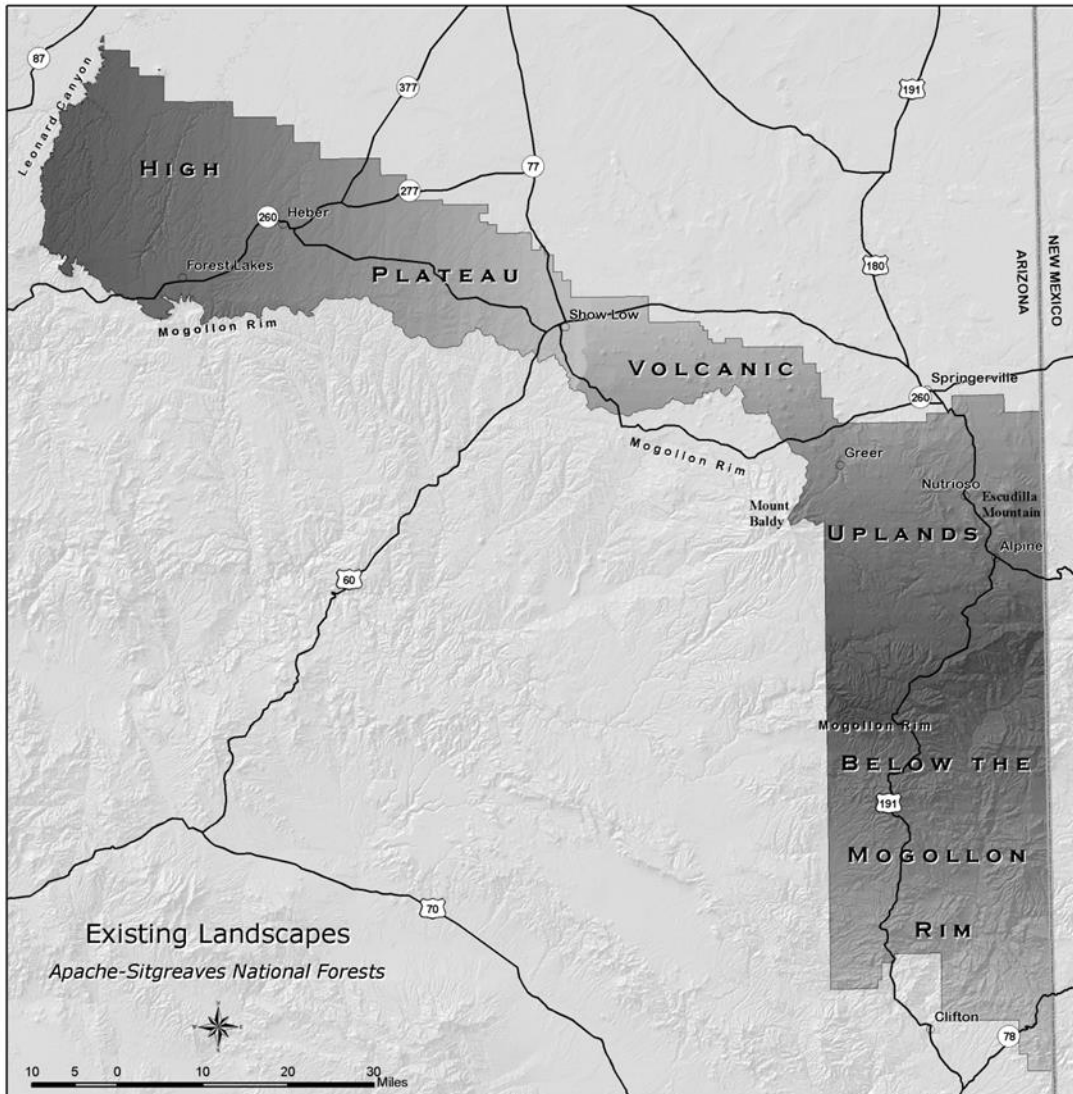 87
Leonard Canyon
377
191
77
HIGH
277
260
Heber
180
ARIZONA
NEW MEXICO
Forest Lakes
PLATEAU
Mogollon Rim
Show Low
VOLCANIC
Springerville
260
Mogollon Rim
Greer
Nutrioso
Escudilla
Mountain
Mount
Baldy
UPLANDS
Alpine
60
Mogollon Rim
BELOW THE
191
MOGOLLON
70
RIM
Existing Landscapes
Apache-Sitgreaves National Forests
Clifton
78
10 5 0 10 20 30
Miles